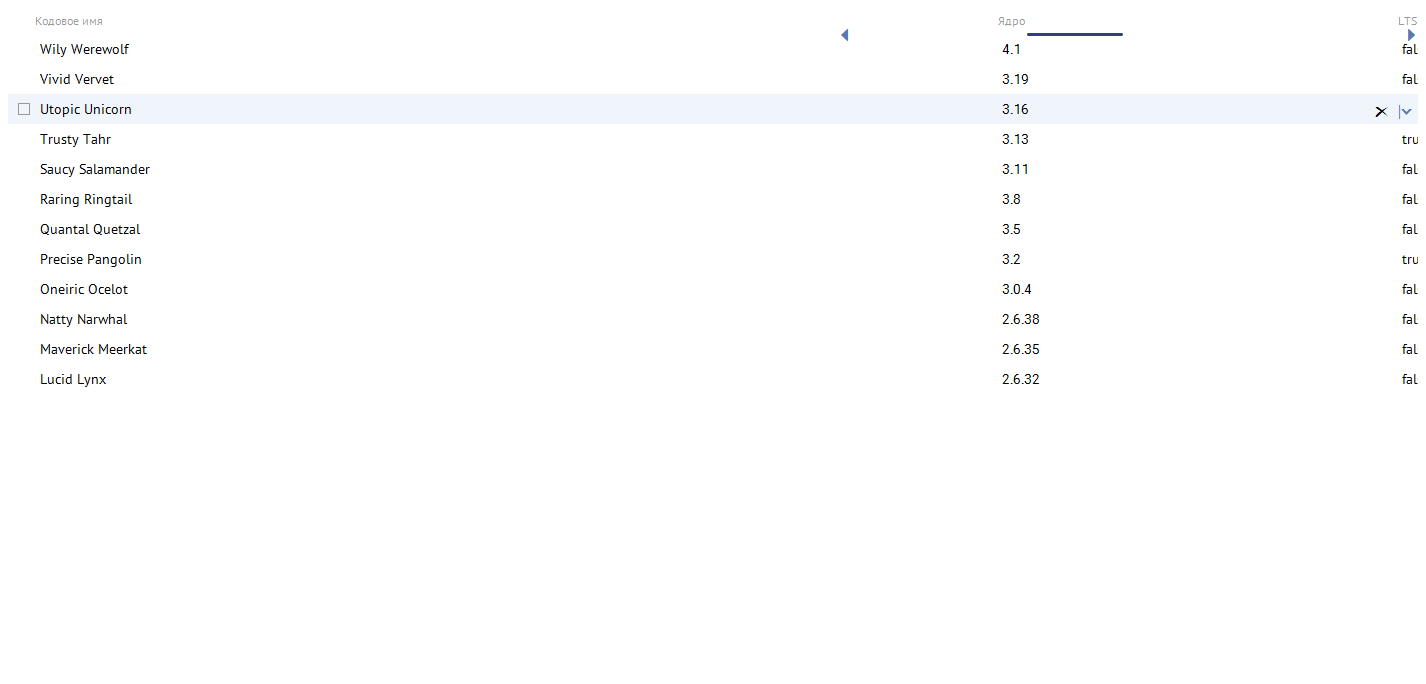 Кодовое имя Ядро LTS
Wily Werewolf 4.1 fal
Vivid Vervet 3.19 fal
Utopic Unicorn 3.16
Trusty Tahr 3.13 tru
Saucy Salamander 3.11 fal
Raring Ringtail 3.8 fal
Quantal Quetzal 3.5 fal
Precise Pangolin 3.2 tru
Oneiric Ocelot 3.0.4 fal
Natty Narwhal 2.6.38 fal
Maverick Meerkat 2.6.35 fal
Lucid Lynx 2.6.32 fal